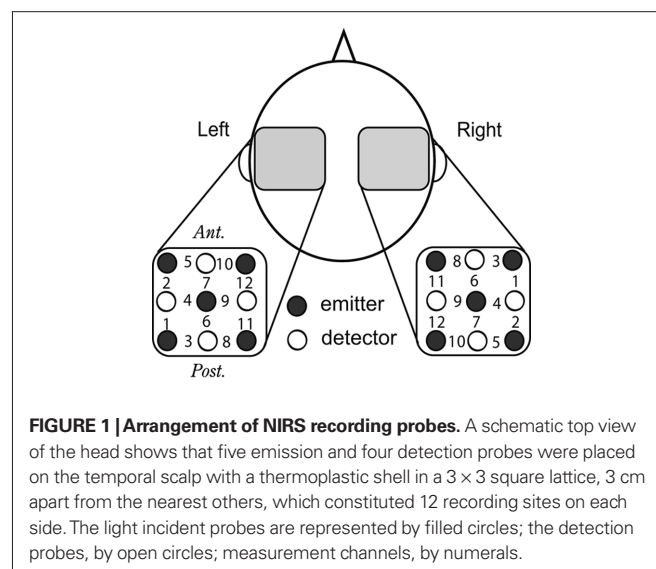 Left
Right
Ant.
5 10
2 7 12
4 9
1 6 11
3 8
Post.
emitter
detector
8 3
11 6 1
9 4
12 7 2
10 5
FIGURE 1 | Arrangement of NIRS recording probes. A schematic top view
of the head shows that five emission and four detection probes were placed
on the temporal scalp with a thermoplastic shell in a 3 × 3 square lattice, 3 cm
apart from the nearest others, which constituted 12 recording sites on each
side. The light incident probes are represented by filled circles; the detection
probes, by open circles; measurement channels, by numerals.